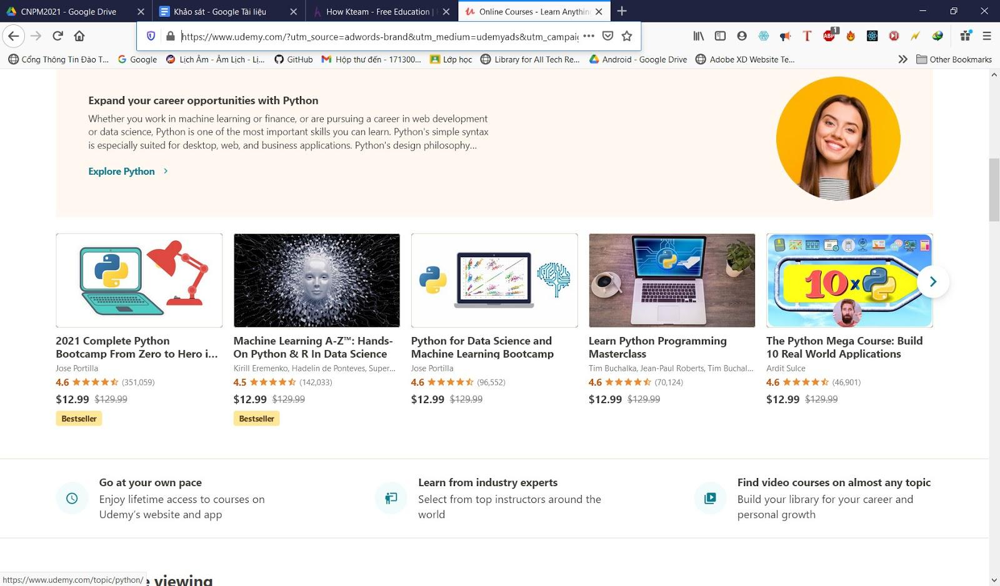 CNPM2021 - Google Drive
Khảo sát - Google Tài liệu
How Kteam - Free Education |
Online Courses - Learn Anything
https://www.udemy.com/?utm_source=adwords-brand&utm_medium=udemyads&utm_campaig
1
T
ABP
Cổng Thông Tin Đào T...
Google
Lịch Âm - Âm Lịch - Lị...
GitHub
Hộp thư đến - 171300...
Lớp học
Library for All Tech Re...
Android - Google Drive
Adobe XD Website Te...
Other Bookmarks
Expand your career opportunities with Python
Whether you work in machine learning or finance, or are pursuing a career in web development
or data science, Python is one of the most important skills you can learn. Python's simple syntax
is especially suited for desktop, web, and business applications. Python's design philosophy...
Explore Python
10 x
2021 Complete Python
Bootcamp From Zero to Hero i...
Jose Portilla
4.6 (351,059)
$12.99 $129.99
Bestseller
Machine Learning A-Z™: Hands-
On Python & R In Data Science
Kirill Eremenko, Hadelin de Ponteves, Super...
4.5 (142,033)
$12.99 $129.99
Bestseller
Python for Data Science and
Machine Learning Bootcamp
Jose Portilla
4.6 (96,552)
$12.99 $129.99
Learn Python Programming
Masterclass
Tim Buchalka, Jean-Paul Roberts, Tim Buchal...
4.6 (70,124)
$12.99 $129.99
The Python Mega Course: Build
10 Real World Applications
Ardit Sulce
4.6 (46,901)
$12.99 $129.99
Go at your own pace
Enjoy lifetime access to courses on
Udemy's website and app
Learn from industry experts
Select from top instructors around the
world
Find video courses on almost any topic
Build your library for your career and
personal growth
viewing
https://www.udemy.com/topic/python/